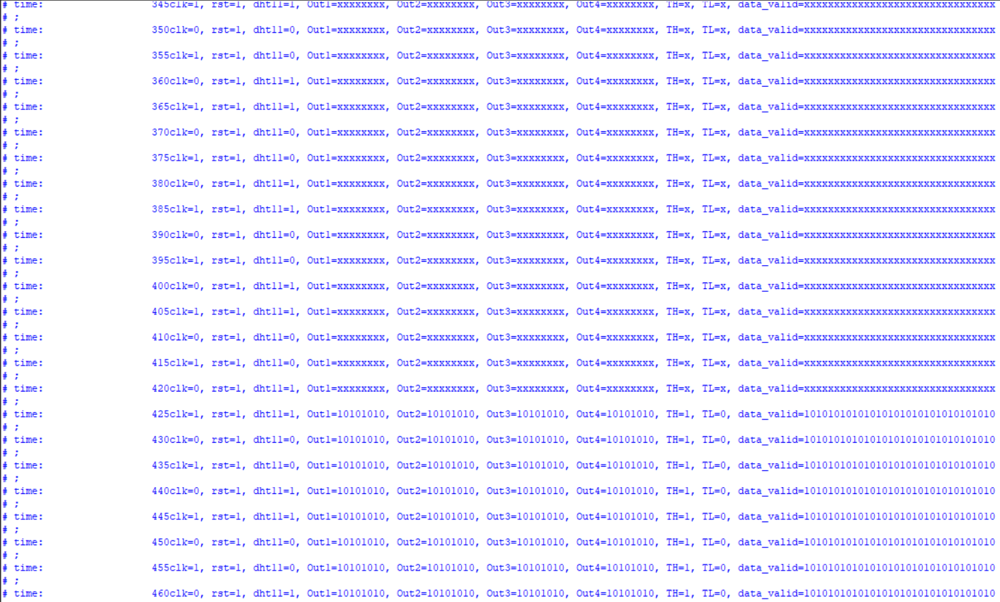 # time:                  345clk=1, rst=1, dht11=0, Out1=xxxxxxxx, Out2=xxxxxxxx, Out3=xxxxxxxx, Out4=xxxxxxxx, TH=x, TL=x, data_valid=xxxxxxxxxxxxxxxxxxxxxxxxxxxxxxxx
# ;
# time:                  350clk=0, rst=1, dht11=0, Out1=xxxxxxxx, Out2=xxxxxxxx, Out3=xxxxxxxx, Out4=xxxxxxxx, TH=x, TL=x, data_valid=xxxxxxxxxxxxxxxxxxxxxxxxxxxxxxxx
# ;
# time:                  355clk=1, rst=1, dht11=0, Out1=xxxxxxxx, Out2=xxxxxxxx, Out3=xxxxxxxx, Out4=xxxxxxxx, TH=x, TL=x, data_valid=xxxxxxxxxxxxxxxxxxxxxxxxxxxxxxxx
# ;
# time:                  360clk=0, rst=1, dht11=1, Out1=xxxxxxxx, Out2=xxxxxxxx, Out3=xxxxxxxx, Out4=xxxxxxxx, TH=x, TL=x, data_valid=xxxxxxxxxxxxxxxxxxxxxxxxxxxxxxxx
# ;
# time:                  365clk=1, rst=1, dht11=1, Out1=xxxxxxxx, Out2=xxxxxxxx, Out3=xxxxxxxx, Out4=xxxxxxxx, TH=x, TL=x, data_valid=xxxxxxxxxxxxxxxxxxxxxxxxxxxxxxxx
# ;
# time:                  370clk=0, rst=1, dht11=0, Out1=xxxxxxxx, Out2=xxxxxxxx, Out3=xxxxxxxx, Out4=xxxxxxxx, TH=x, TL=x, data_valid=xxxxxxxxxxxxxxxxxxxxxxxxxxxxxxxx
# ;
# time:                  375clk=1, rst=1, dht11=0, Out1=xxxxxxxx, Out2=xxxxxxxx, Out3=xxxxxxxx, Out4=xxxxxxxx, TH=x, TL=x, data_valid=xxxxxxxxxxxxxxxxxxxxxxxxxxxxxxxx
# ;
# time:                  380clk=0, rst=1, dht11=1, Out1=xxxxxxxx, Out2=xxxxxxxx, Out3=xxxxxxxx, Out4=xxxxxxxx, TH=x, TL=x, data_valid=xxxxxxxxxxxxxxxxxxxxxxxxxxxxxxxx
# ;
# time:                  385clk=1, rst=1, dht11=1, Out1=xxxxxxxx, Out2=xxxxxxxx, Out3=xxxxxxxx, Out4=xxxxxxxx, TH=x, TL=x, data_valid=xxxxxxxxxxxxxxxxxxxxxxxxxxxxxxxx
# ;
# time:                  390clk=0, rst=1, dht11=0, Out1=xxxxxxxx, Out2=xxxxxxxx, Out3=xxxxxxxx, Out4=xxxxxxxx, TH=x, TL=x, data_valid=xxxxxxxxxxxxxxxxxxxxxxxxxxxxxxxx
# ;
# time:                  395clk=1, rst=1, dht11=0, Out1=xxxxxxxx, Out2=xxxxxxxx, Out3=xxxxxxxx, Out4=xxxxxxxx, TH=x, TL=x, data_valid=xxxxxxxxxxxxxxxxxxxxxxxxxxxxxxxx
# ;
# time:                  400clk=0, rst=1, dht11=1, Out1=xxxxxxxx, Out2=xxxxxxxx, Out3=xxxxxxxx, Out4=xxxxxxxx, TH=x, TL=x, data_valid=xxxxxxxxxxxxxxxxxxxxxxxxxxxxxxxx
# ;
# time:                  405clk=1, rst=1, dht11=1, Out1=xxxxxxxx, Out2=xxxxxxxx, Out3=xxxxxxxx, Out4=xxxxxxxx, TH=x, TL=x, data_valid=xxxxxxxxxxxxxxxxxxxxxxxxxxxxxxxx
# ;
# time:                  410clk=0, rst=1, dht11=0, Out1=xxxxxxxx, Out2=xxxxxxxx, Out3=xxxxxxxx, Out4=xxxxxxxx, TH=x, TL=x, data_valid=xxxxxxxxxxxxxxxxxxxxxxxxxxxxxxxx
# ;
# time:                  415clk=1, rst=1, dht11=0, Out1=xxxxxxxx, Out2=xxxxxxxx, Out3=xxxxxxxx, Out4=xxxxxxxx, TH=x, TL=x, data_valid=xxxxxxxxxxxxxxxxxxxxxxxxxxxxxxxx
# ;
# time:                  420clk=0, rst=1, dht11=1, Out1=xxxxxxxx, Out2=xxxxxxxx, Out3=xxxxxxxx, Out4=xxxxxxxx, TH=x, TL=x, data_valid=xxxxxxxxxxxxxxxxxxxxxxxxxxxxxxxx
# ;
# time:                  425clk=1, rst=1, dht11=1, Out1=10101010, Out2=10101010, Out3=10101010, Out4=10101010, TH=1, TL=0, data_valid=10101010101010101010101010101010
# ;
# time:                  430clk=0, rst=1, dht11=0, Out1=10101010, Out2=10101010, Out3=10101010, Out4=10101010, TH=1, TL=0, data_valid=10101010101010101010101010101010
# ;
# time:                  435clk=1, rst=1, dht11=0, Out1=10101010, Out2=10101010, Out3=10101010, Out4=10101010, TH=1, TL=0, data_valid=10101010101010101010101010101010
# ;
# time:                  440clk=0, rst=1, dht11=1, Out1=10101010, Out2=10101010, Out3=10101010, Out4=10101010, TH=1, TL=0, data_valid=10101010101010101010101010101010
# ;
# time:                  445clk=1, rst=1, dht11=1, Out1=10101010, Out2=10101010, Out3=10101010, Out4=10101010, TH=1, TL=0, data_valid=10101010101010101010101010101010
# ;
# time:                  450clk=0, rst=1, dht11=0, Out1=10101010, Out2=10101010, Out3=10101010, Out4=10101010, TH=1, TL=0, data_valid=10101010101010101010101010101010
# ;
# time:                  455clk=1, rst=1, dht11=0, Out1=10101010, Out2=10101010, Out3=10101010, Out4=10101010, TH=1, TL=0, data_valid=10101010101010101010101010101010
# ;
# time:                  460clk=0, rst=1, dht11=1, Out1=10101010, Out2=10101010, Out3=10101010, Out4=10101010, TH=1, TL=0, data_valid=10101010101010101010101010101010